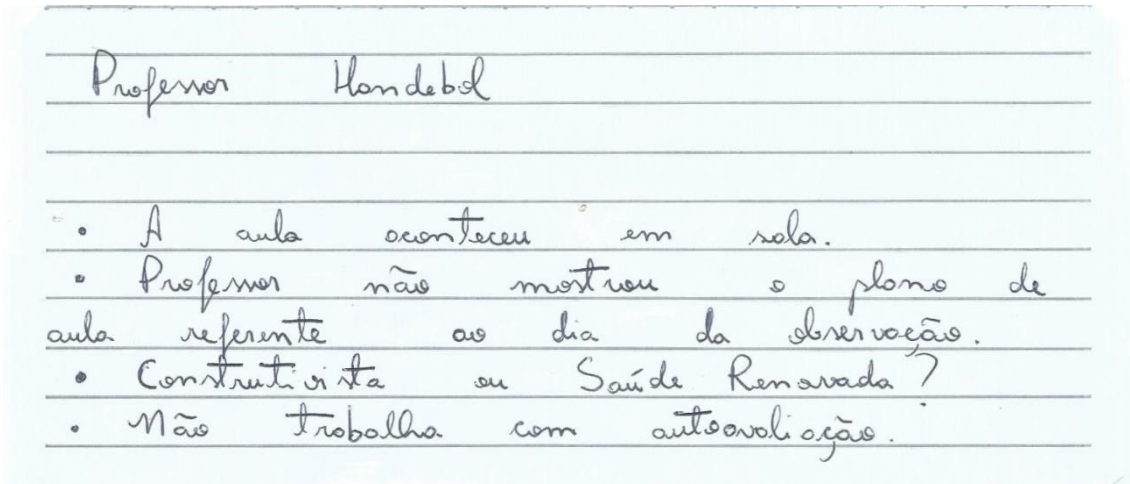 Professor Handebol
• A aula aconteceu em sala.
• Professor não mostrou o plano de
aula referente ao dia da observação.
• Construtivista ou Saúde Renovada?
• Não trabalha com autoavaliação.